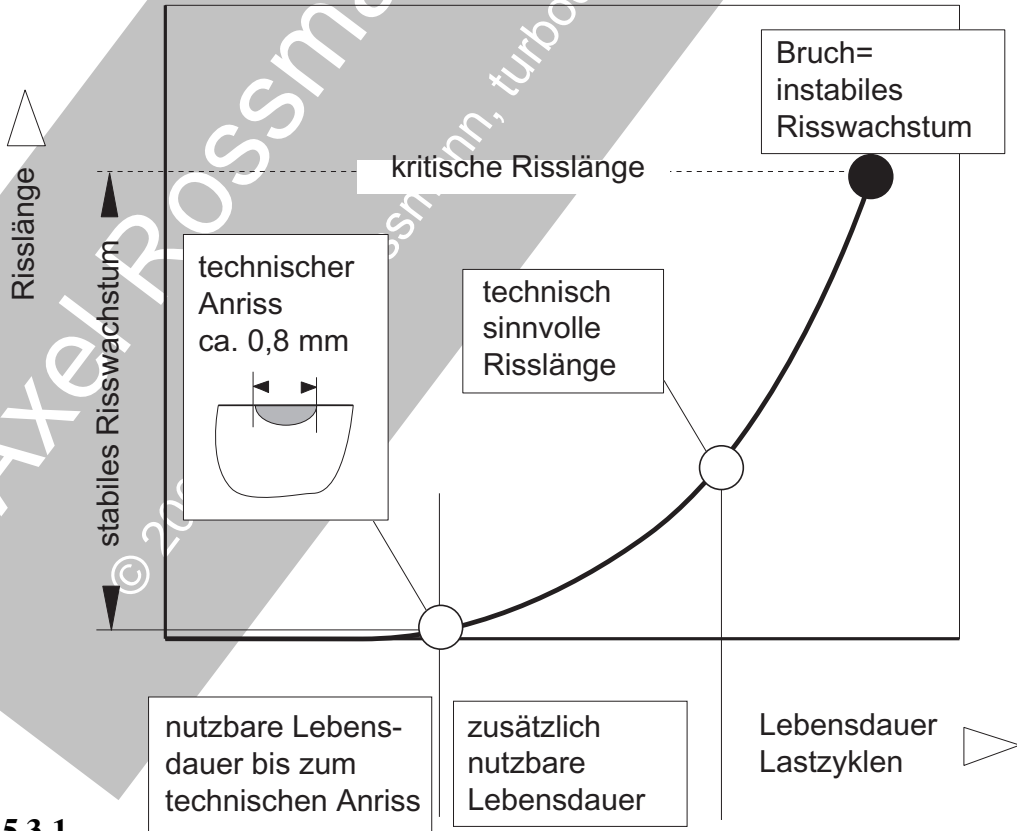 Bruch=
instabiles
Risswachstum
Risslänge
kritische Risslänge
stabiles Risswachstum
technischer
Anriss
ca. 0,8 mm
technisch
sinnvolle
Risslänge
nutzbare Lebens-
dauer bis zum
technischen Anriss
zusätzlich
nutzbare
Lebensdauer
Lebensdauer
Lastzyklen
Axel Rossm
©